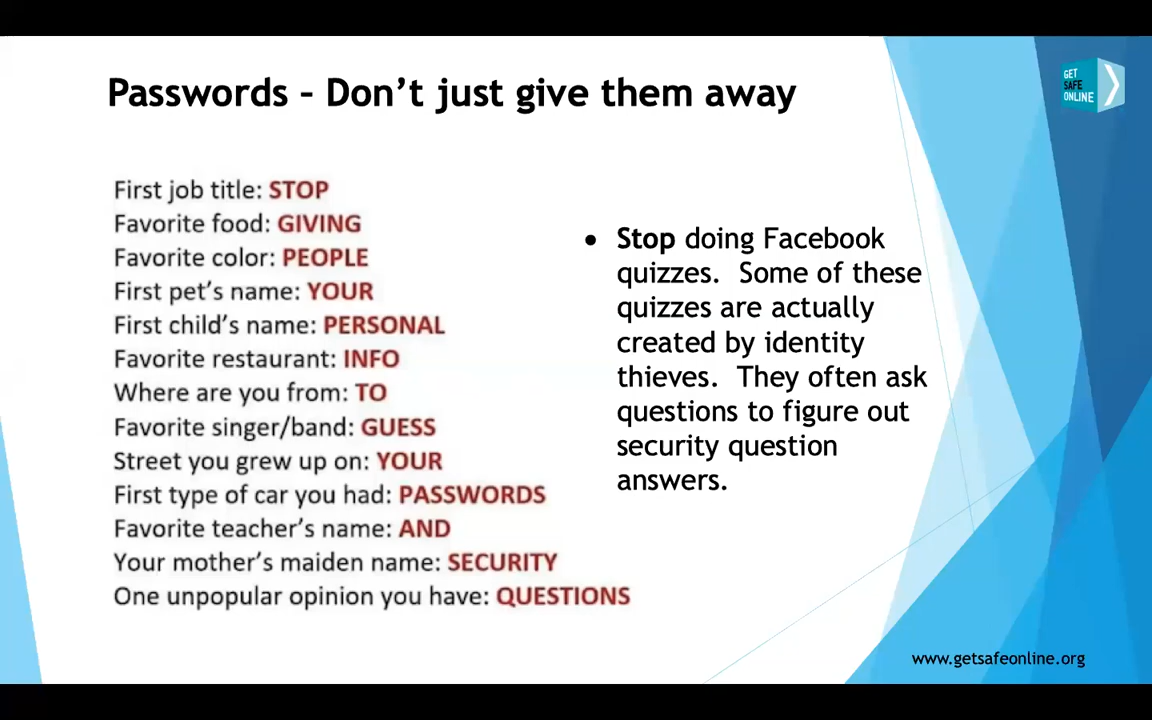 Passwords – Don't just give them away
GET
SAFE
ONLINE
First job title: STOP
Favorite food: GIVING
Favorite color: PEOPLE
First pet's name: YOUR
First child's name: PERSONAL
Favorite restaurant: INFO
Where are you from: TO
Favorite singer/band: GUESS
Street you grew up on: YOUR
First type of car you had: PASSWORDS
Favorite teacher's name: AND
Your mother's maiden name: SECURITY
One unpopular opinion you have: QUESTIONS
● Stop doing Facebook
quizzes. Some of these
quizzes are actually
created by identity
thieves. They often ask
questions to figure out
security question
answers.
www.getsafeonline.org